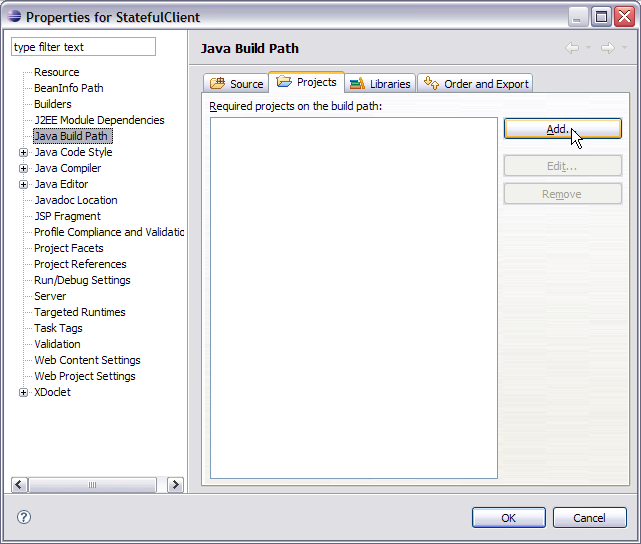 Properties for StatefulClient
type filter text
Resource
BeanInfo Path
Builders
J2EE Module Dependencies
Java Build Path
Java Code Style
Java Compiler
Java Editor
Javadoc Location
JSP Fragment
Profile Compliance and Validatic
Project Facets
Project References
Run/Debug Settings
Server
Targeted Runtimes
Task Tags
Validation
Web Content Settings
Web Project Settings
XDoclet
Java Build Path
Source Projects Libraries Order and Export
Required projects on the build path:
Add...
Edit...
Remove
? OK Cancel